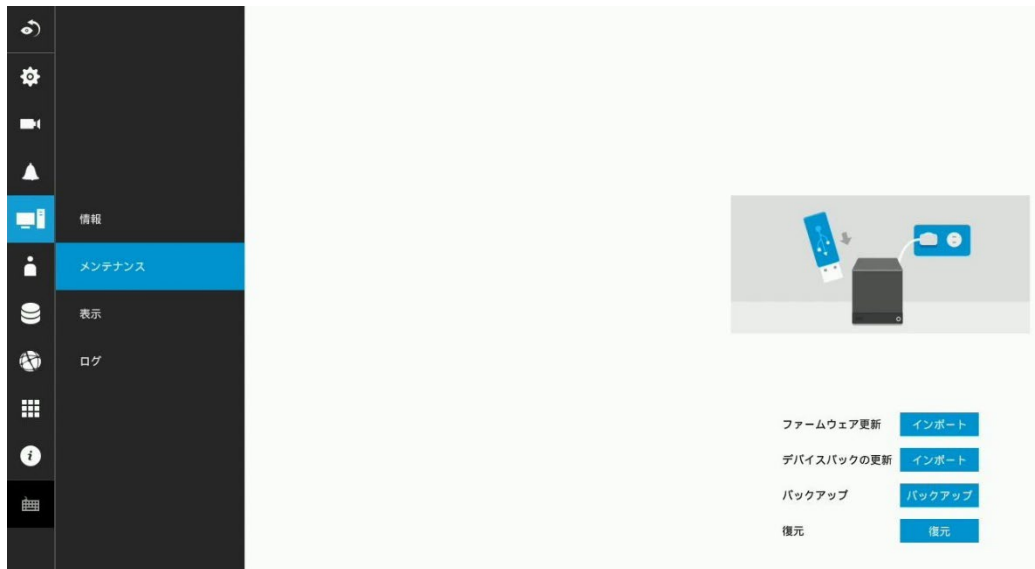 情報
メンテナンス
表示
ログ
ファームウェア更新 インポート
デバイスパックの更新 インポート
バックアップ バックアップ
復元 復元